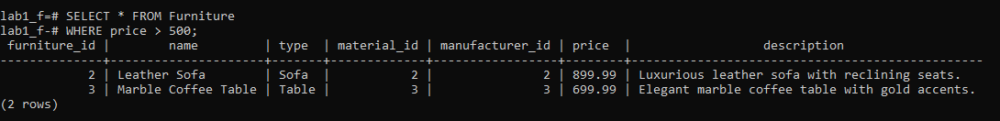 lab1_f=# SELECT * FROM Furniture
lab1_f-# WHERE price > 500;
 furniture_id |        name         | type  | material_id | manufacturer_id | price  |                  description
--------------+---------------------+-------+-------------+-----------------+--------+------------------------------------------------
            2 | Leather Sofa        | Sofa  |           2 |               2 | 899.99 | Luxurious leather sofa with reclining seats.
            3 | Marble Coffee Table | Table |           3 |               3 | 699.99 | Elegant marble coffee table with gold accents.
(2 rows)